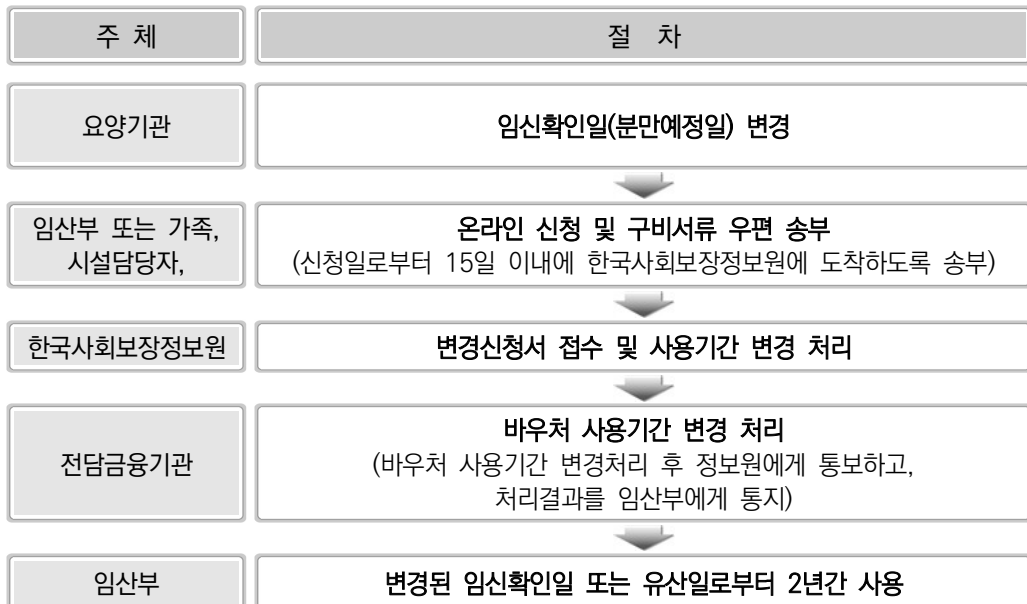 주 체
절 차
요양기관
임신확인일(분만예정일) 변경
임산부 또는 가족,
시설담당자,
온라인 신청 및 구비서류 우편 송부
(신청일로부터 15일 이내에 한국사회보장정보원에 도착하도록 송부)
한국사회보장정보원
변경신청서 접수 및 사용기간 변경 처리
전담금융기관
바우처 사용기간 변경 처리
(바우처 사용기간 변경처리 후 정보원에게 통보하고,
처리결과를 임산부에게 통지)
임산부
변경된 임신확인일 또는 유산일로부터 2년간 사용